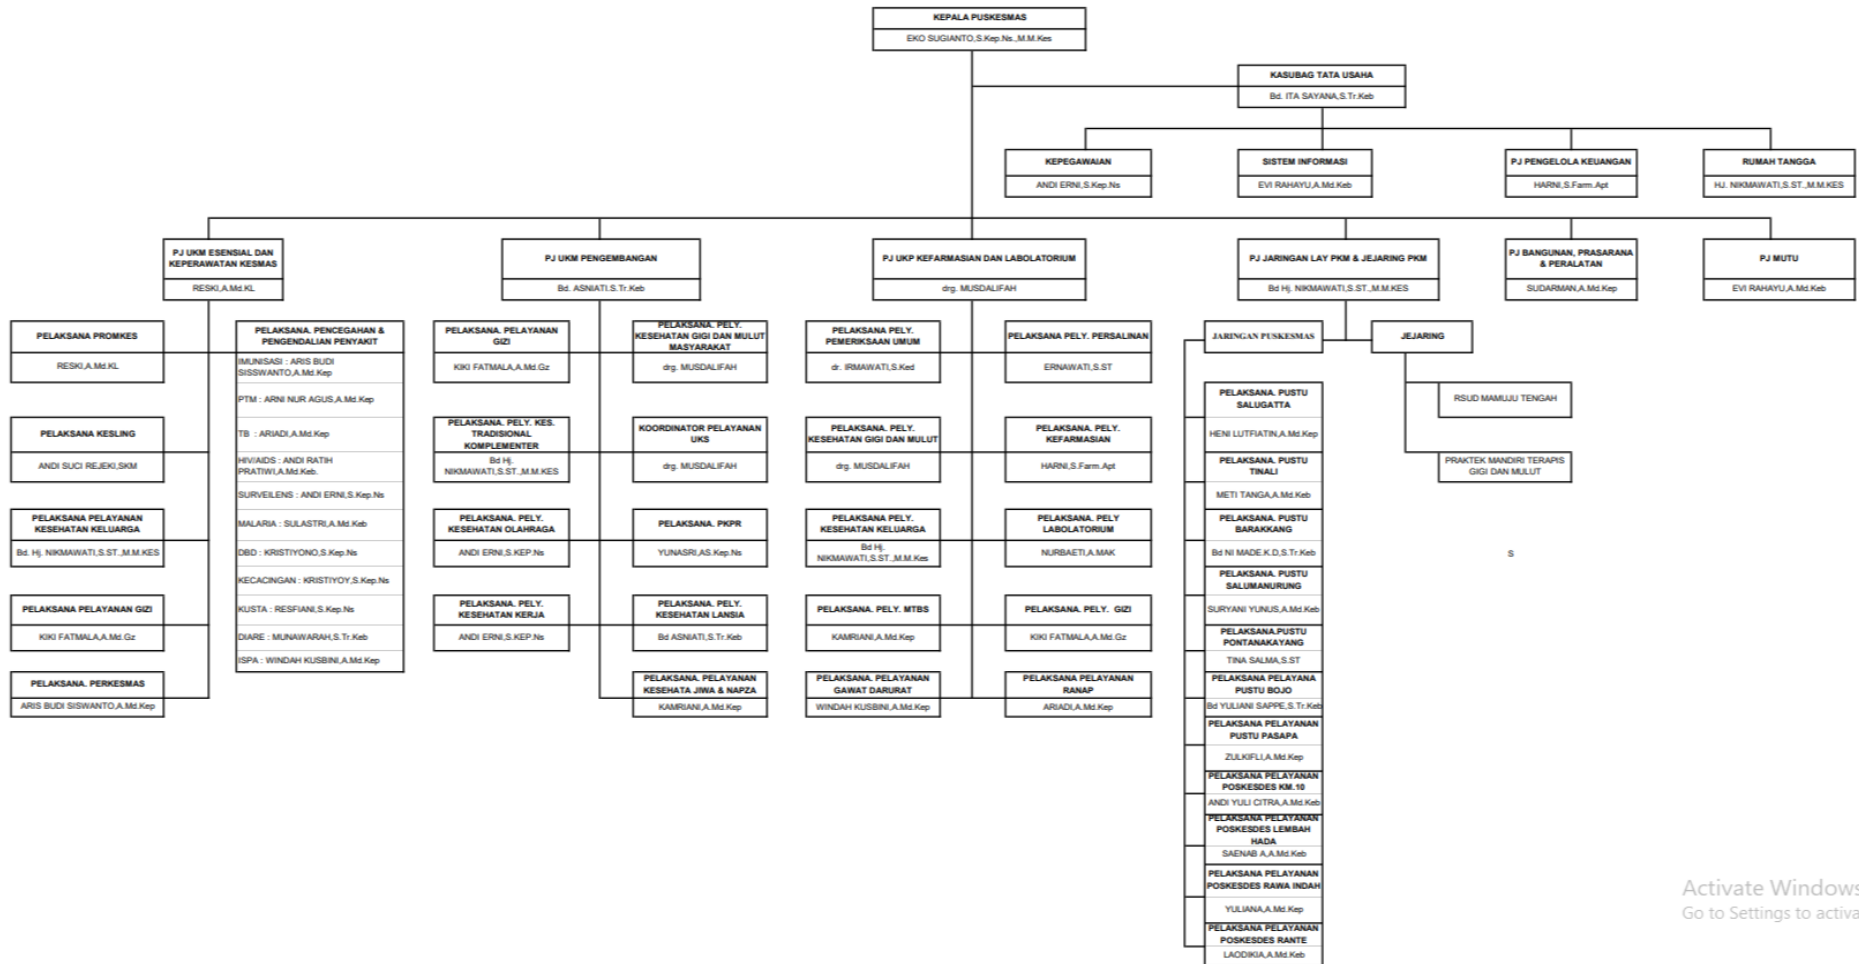 KEPALA PUSKESMAS
EKO SUGIANTO,S.Kep.Ns.,M.M.Kes
KASUBAG TATA USAHA
Bd. ITA SAYANA,S.Tr.Keb
KEPEGAWAIAN
ANDI ERNI,S.Kep.Ns
SISTEM INFORMASI
EVI RAHAYU,A.Md.Keb
PJ PENGELOLA KEUANGAN
HARNI,S.Farm.Apt
RUMAH TANGGA
HJ. NIKMAWATI,S.ST.,M.M.KES
PJ UKM ESENSIAL DAN
KEPERAWATAN KESMAS
RESKI,A.Md.KL
PJ UKM PENGEMBANGAN
Bd. ASNIATI.S.Tr.Keb
PJ UKP KEFARMASIAN DAN LABOLATORIUM
drg. MUSDALIFAH
PJ JARINGAN LAY PKM & JEJARING PKM
Bd Hj. NIKMAWATI,S.ST.,M.M.KES
PJ BANGUNAN, PRASARANA
& PERALATAN
SUDARMAN,A.Md.Kep
PJ MUTU
EVI RAHAYU,A.Md.Keb
PELAKSANA PROMKES
RESKI,A.Md.KL
PELAKSANA KESLING
ANDI SUCI REJEKI,SKM
PELAKSANA PELAYANAN
KESEHATAN KELUARGA
Bd. Hj. NIKMAWATI,S.ST.,M.M.KES
PELAKSANA PELAYANAN GIZI
KIKI FATMALA,A.Md.Gz
PELAKSANA. PERKESMAS
ARIS BUDI SISWANTO,A.Md.Kep
PELAKSANA. PENCEGAHAN &
PENGENDALIAN PENYAKIT
IMUNISASI : ARIS BUDI
SISSWANTO,A.Md.Kep
PTM : ARNI NUR AGUS,A.Md.Kep
TB : ARIADI,A.Md.Kep
HIV/AIDS : ANDI RATIH
PRATIWI,A.Md.Keb.
SURVEILENS : ANDI ERNI,S.Kep.Ns
MALARIA : SULASTRI,A.Md.Keb
DBD : KRISTIYONO,S.Kep.Ns
KECACINGAN : KRISTIYOY,S.Kep.Ns
KUSTA : RESFIANI,S.Kep.Ns
DIARE : MUNAWARAH,S.Tr.Keb
ISPA : WINDAH KUSBINI,A.Md.Kep
PELAKSANA. PELAYANAN
GIZI
KIKI FATMALA,A.Md.Gz
PELAKSANA. PELY. KES.
TRADISIONAL
KOMPLEMENTER
Bd Hj.
NIKMAWATI,S.ST.,M.M.KES
PELAKSANA. PELY.
KESEHATAN OLAHRAGA
ANDI ERNI,S.KEP.Ns
PELAKSANA. PELY.
KESEHATAN KERJA
ANDI ERNI,S.KEP.Ns
PELAKSANA. PELY.
KESEHATAN GIGI DAN MULUT
MASYARAKAT
drg. MUSDALIFAH
KOORDINATOR PELAYANAN
UKS
drg. MUSDALIFAH
PELAKSANA. PKPR
YUNASRI,AS.Kep.Ns
PELAKSANA. PELY.
KESEHATAN LANSIA
Bd ASNIATI,S.Tr.Keb
PELAKSANA. PELAYANAN
KESEHATA JIWA & NAPZA
KAMRIANI,A.Md.Kep
PELAKSANA PELY.
PEMERIKSAAN UMUM
dr. IRMAWATI,S.Ked
PELAKSANA. PELY.
KESEHATAN GIGI DAN MULUT
drg. MUSDALIFAH
PELAKSANA PELY.
KESEHATAN KELUARGA
Bd Hj.
NIKMAWATI,S.ST.,M.M.Kes
PELAKSANA. PELY. MTBS
KAMRIANI,A.Md.Kep
PELAKSANA. PELAYANAN
GAWAT DARURAT
WINDAH KUSBINI,A.Md.Kep
PELAKSANA PELY. PERSALINAN
ERNAWATI,S.ST
PELAKSANA. PELY.
KEFARMASIAN
HARNI,S.Farm.Apt
PELAKSANA. PELY
LABOLATORIUM
NURBAETI,A.MAK
PELAKSANA. PELY. GIZI
KIKI FATMALA,A.Md.Gz
PELAKSANA PELAYANAN
RANAP
ARIADI,A.Md.Kep
JARINGAN PUSKESMAS
PELAKSANA. PUSTU
SALUGATTA
HENI LUTFIATIN,A.Md.Kep
PELAKSANA. PUSTU
TINALI
METI TANGA,A.Md.Keb
PELAKSANA. PUSTU
BARAKKANG
Bd NI MADE.K.D,S.Tr.Keb
PELAKSANA. PUSTU
SALUMANURUNG
SURYANI YUNUS,A.Md.Keb
PELAKSANA.PUSTU
PONTANAKAYANG
TINA SALMA,S.ST
PELAKSANA PELAYANA
PUSTU BOJO
Bd YULIANI SAPPE,S.Tr.Keb
PELAKSANA PELAYANAN
PUSTU PASAPA
ZULKIFLI,A.Md.Kep
PELAKSANA PELAYANAN
POSKESDES KM.10
ANDI YULI CITRA,A.Md.Keb
PELAKSANA PELAYANAN
POSKESDES LEMBAH
HADA
SAENAB A,A.Md.Keb
PELAKSANA PELAYANAN
POSKESDES RAWA INDAH
YULIANA,A.Md.Kep
PELAKSANA PELAYANAN
POSKESDES RANTE
LAODIKIA,A.Md.Keb
JEJARING
RSUD MAMUJU TENGAH
PRAKTEK MANDIRI TERAPIS
GIGI DAN MULUT
S
Activate Windows
Go to Settings to activa